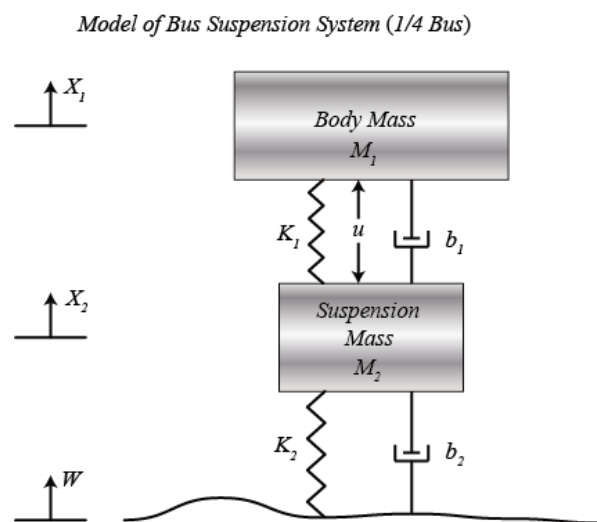 Model of Bus Suspension System (1/4 Bus)
X₁
Body Mass
M₁
K₁
u
b₁
X₂
Suspension
Mass
M₂
K₂
b₂
W